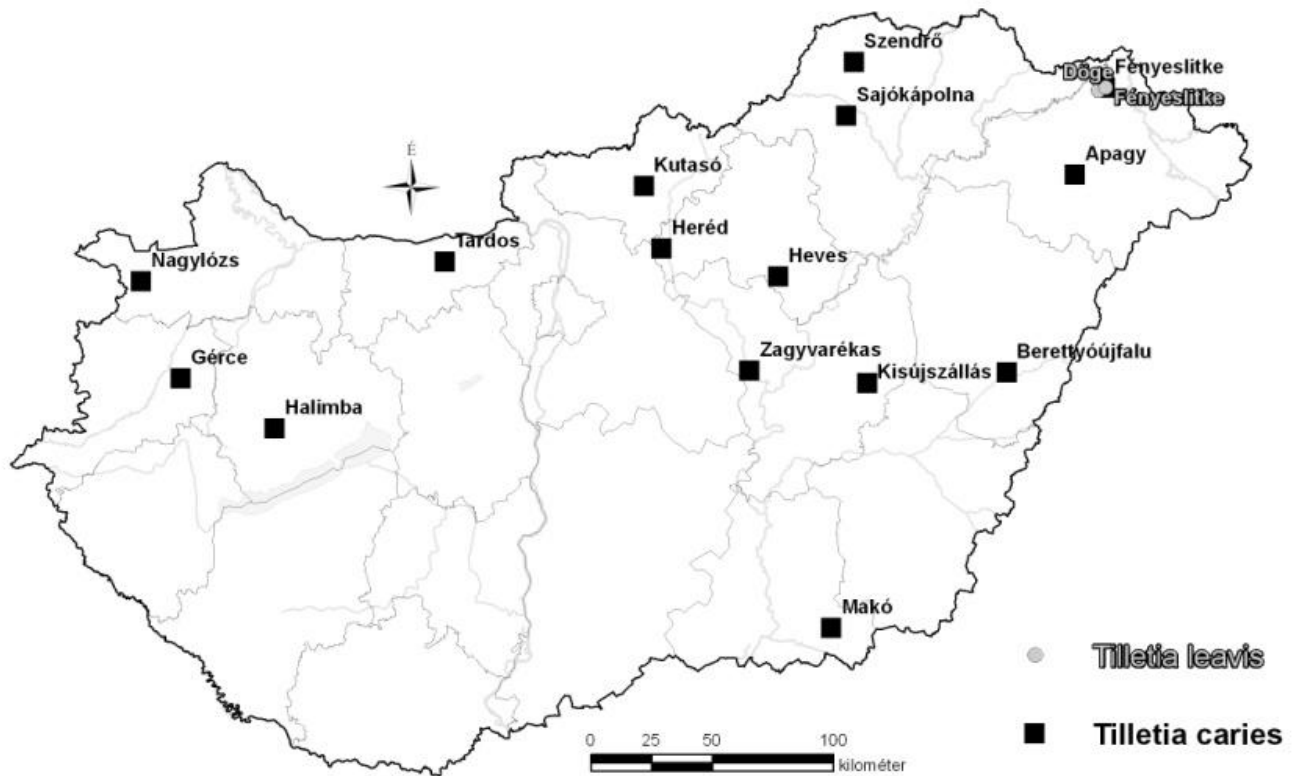 Szendrő
Döge
Fényeslitke
Fényeslitke
Sajókápolna
Apagy
Kutasó
É
Heréd
Tardos
Heves
Nagylózs
Zagyvarékas
Kisújszállás
Berettyóújfalu
Gérce
Halimba
Makó
Tilletia leavis
Tilletia caries
0 25 50 100
kilométer